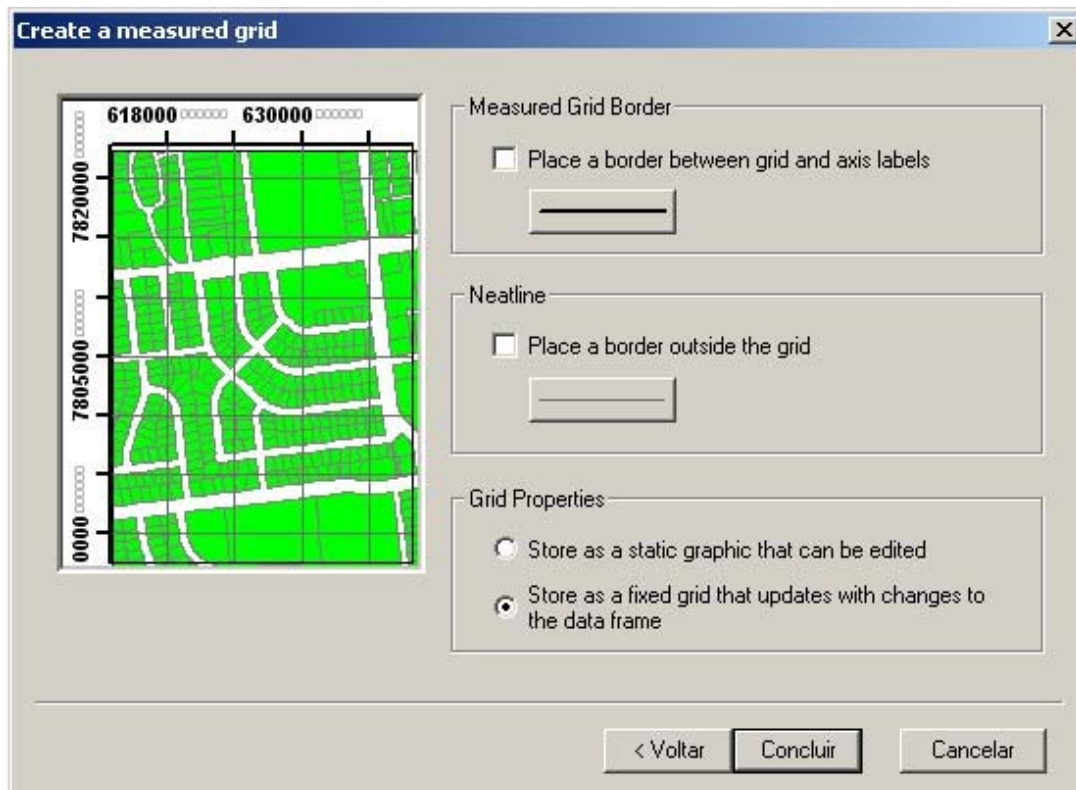 Create a measured grid
618000 000000 630000 000000
7820000
7805000
0000
Measured Grid Border
Place a border between grid and axis labels
Neatline
Place a border outside the grid
Grid Properties
Store as a static graphic that can be edited
Store as a fixed grid that updates with changes to
the data frame
< Voltar
Concluir
Cancelar